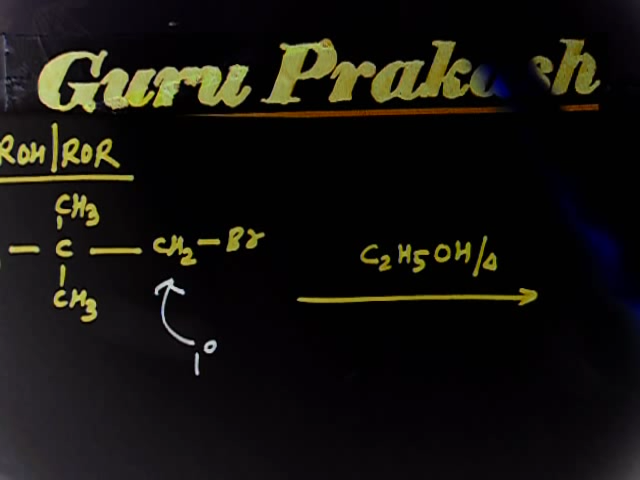 Guru Prakash
ROH/ROR
CH3
C — CH2 — Br
CH3
C2H5OH/Δ
1°